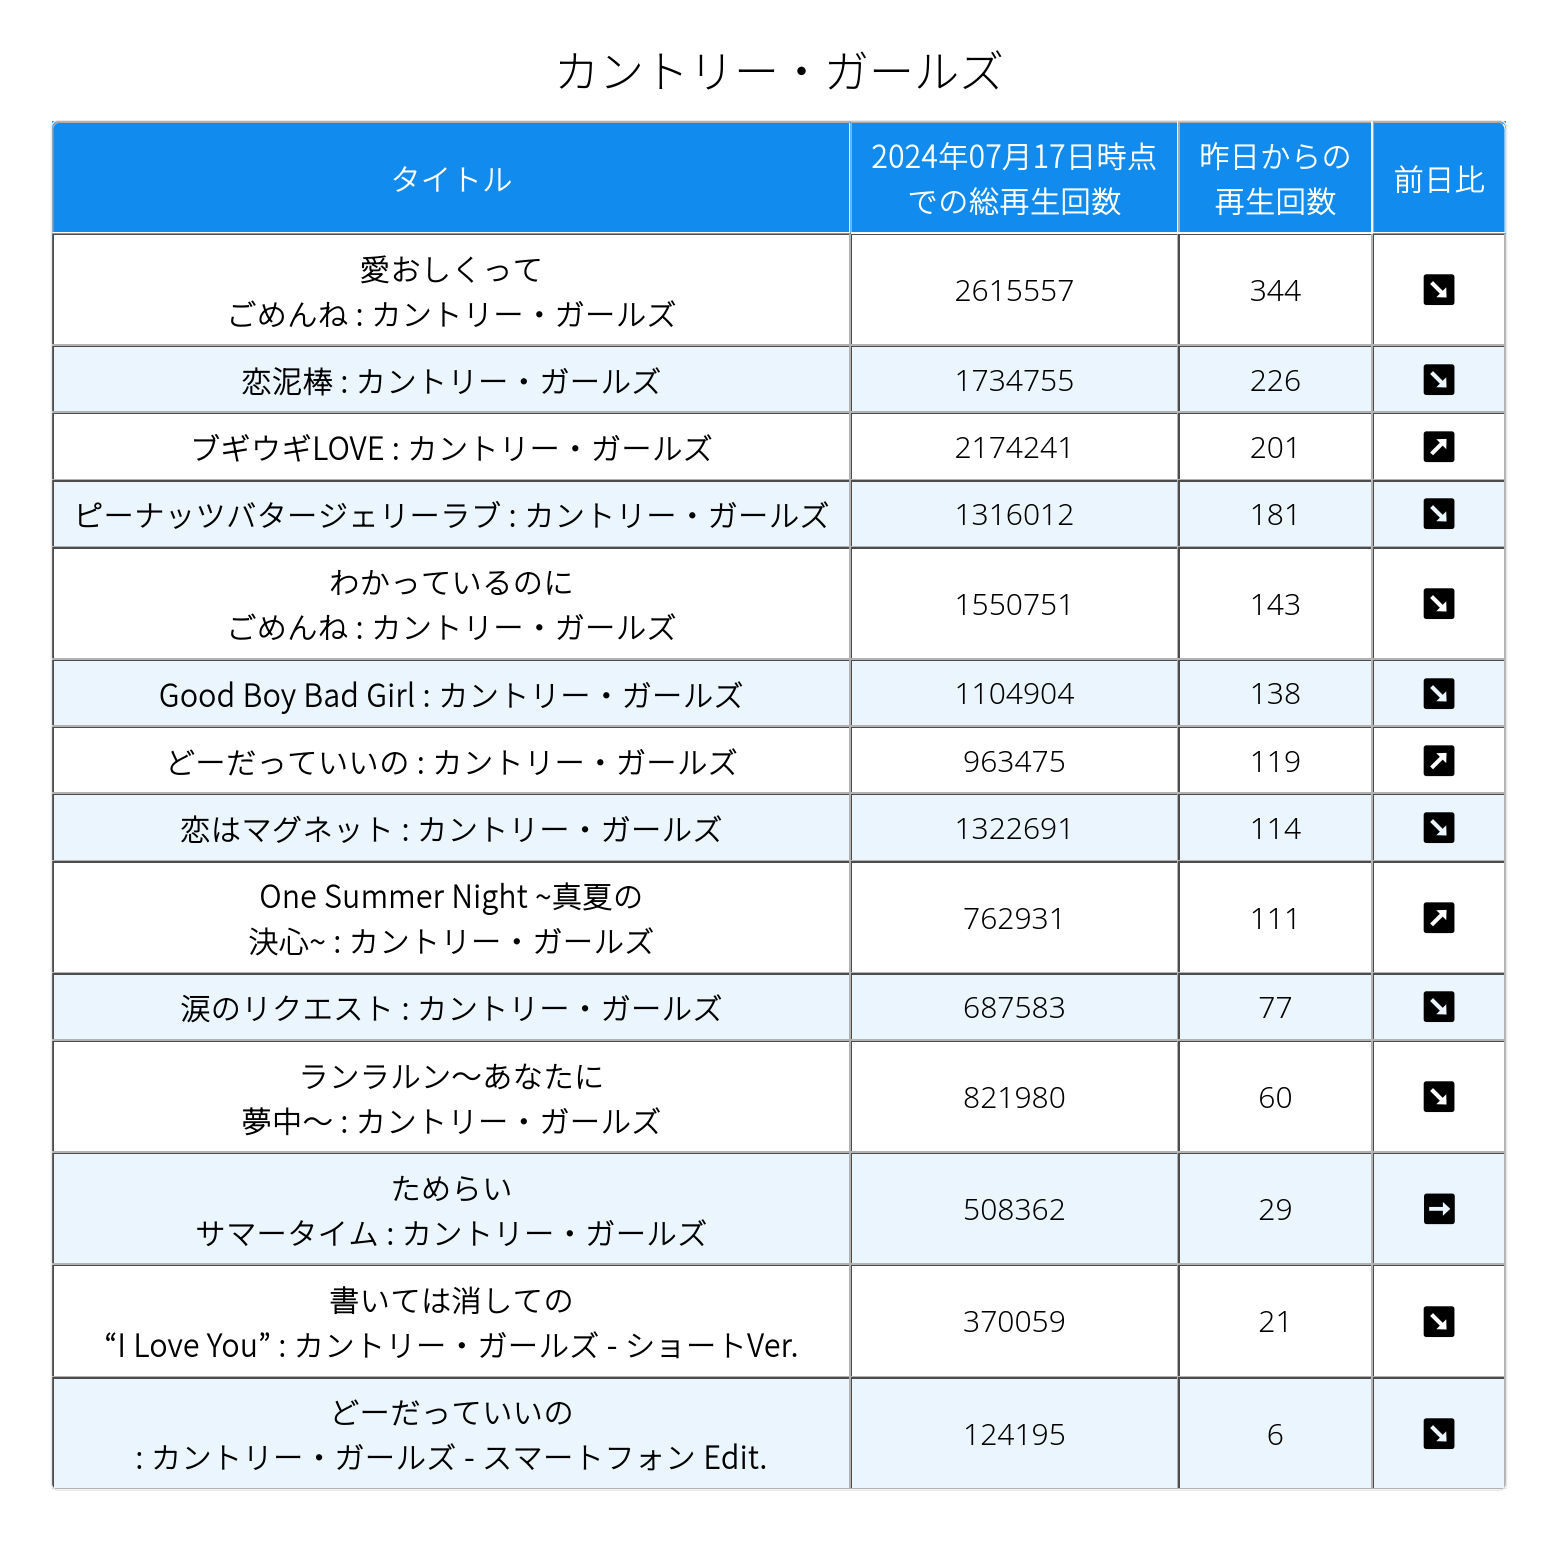 カントリー・ガールズ
タイトル
2024年07月17日時点
での総再生回数
昨日からの
再生回数
前日比
愛おしくって
ごめんね : カントリー・ガールズ
2615557
344
恋泥棒 : カントリー・ガールズ
1734755
226
ブギウギLOVE : カントリー・ガールズ
2174241
201
ピーナッツバタージェリーラブ : カントリー・ガールズ
1316012
181
わかっているのに
ごめんね : カントリー・ガールズ
1550751
143
Good Boy Bad Girl : カントリー・ガールズ
1104904
138
どーだっていいの : カントリー・ガールズ
963475
119
恋はマグネット : カントリー・ガールズ
1322691
114
One Summer Night ~真夏の
決心~ : カントリー・ガールズ
762931
111
涙のリクエスト : カントリー・ガールズ
687583
77
ランラルン〜あなたに
夢中〜 : カントリー・ガールズ
821980
60
ためらい
サマータイム : カントリー・ガールズ
508362
29
書いては消しての
“I Love You” : カントリー・ガールズ - ショートVer.
370059
21
どーだっていいの
: カントリー・ガールズ - スマートフォン Edit.
124195
6